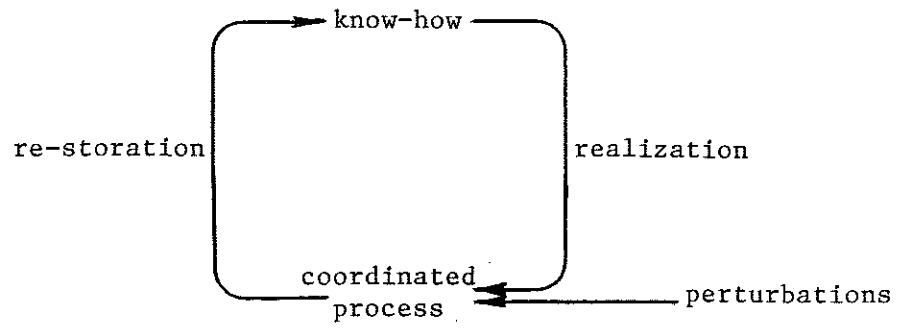 know-how
re-storation
realization
coordinated
process
perturbations